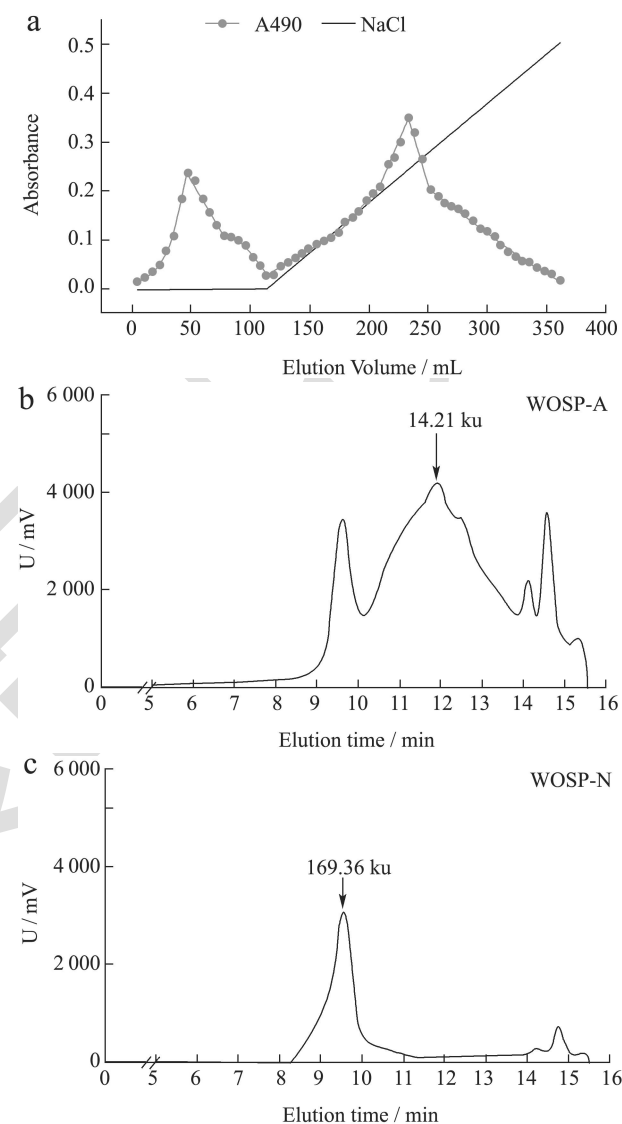 a
A490 NaCl
0.5
0.4
0.3
0.2
0.1
0.0
Absorbance
0 50 100 150 200 250 300 350 400
Elution Volume / mL
b
WOSP-A
14.21 ku
6 000
4 000
2 000
0
U / mV
0 5 6 7 8 9 10 11 12 13 14 15 16
Elution time / min
c
WOSP-N
169.36 ku
6 000
4 000
2 000
0
U / mV
0 5 6 7 8 9 10 11 12 13 14 15 16
Elution time / min